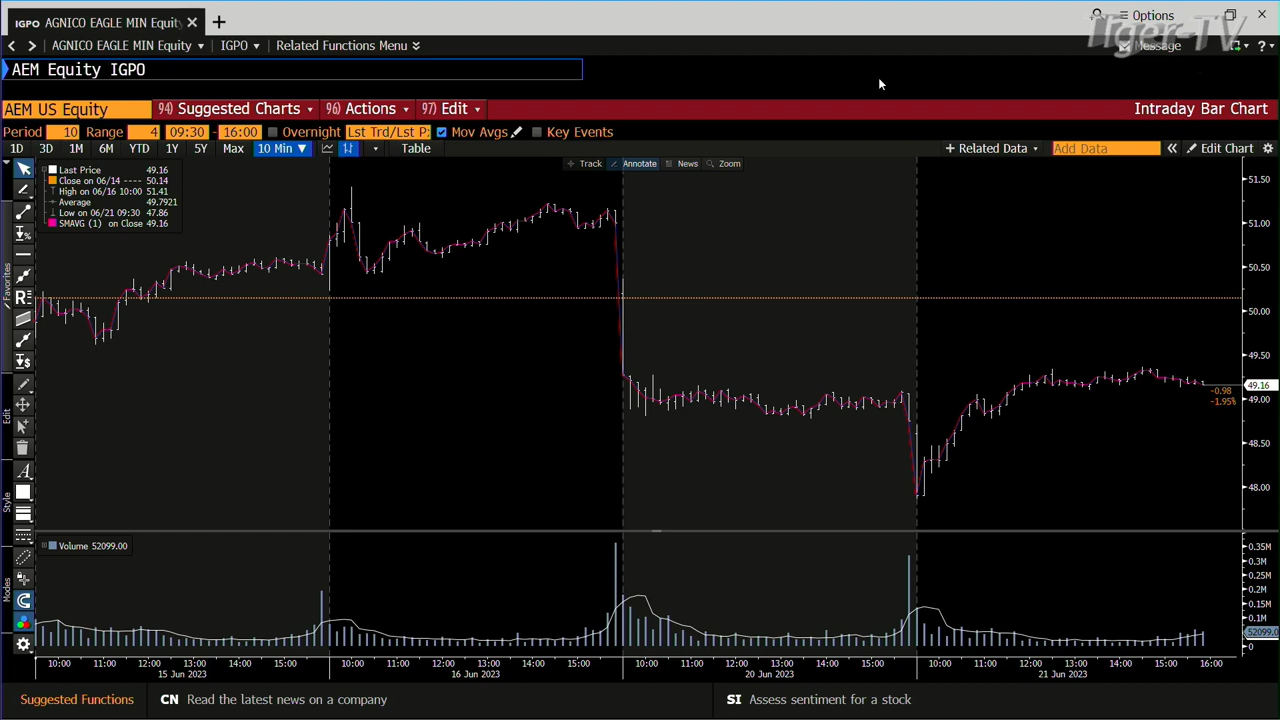 IGPO AGNICO EAGLE MIN Equity
Options
Tiger-TV
AGNICO EAGLE MIN Equity IGPO Related Functions Menu Message
AEM Equity IGPO
AEM US Equity 94) Suggested Charts 96) Actions 97) Edit Intraday Bar Chart
Period 10 Range 4 09:30 - 16:00 Overnight Lst Trd/Lst P: Mov Avgs Key Events
1D 3D 1M 6M YTD 1Y 5Y Max 10 Min ▼ Table + Related Data Add Data « Edit Chart
Track Annotate News Zoom
Last Price 49.16
Close on 06/14 ---- 50.14
High on 06/16 10:00 51.41
Average 49.7921
Low on 06/21 09:30 47.86
SMAVG (1) on Close 49.16
51.50
51.00
50.50
50.00
49.50
49.16
49.00
48.50
48.00
-0.98
-1.95%
Favorites
Edit
Style
Modes
Volume 52099.00
0.35M
0.3M
0.25M
0.2M
0.15M
0.1M
52099.0
0
10:00 11:00 12:00 13:00 14:00 15:00 10:00 11:00 12:00 13:00 14:00 15:00 10:00 11:00 12:00 13:00 14:00 15:00 10:00 11:00 12:00 13:00 14:00 15:00 16:00
15 Jun 2023 16 Jun 2023 20 Jun 2023 21 Jun 2023
Suggested Functions CN Read the latest news on a company SI Assess sentiment for a stock